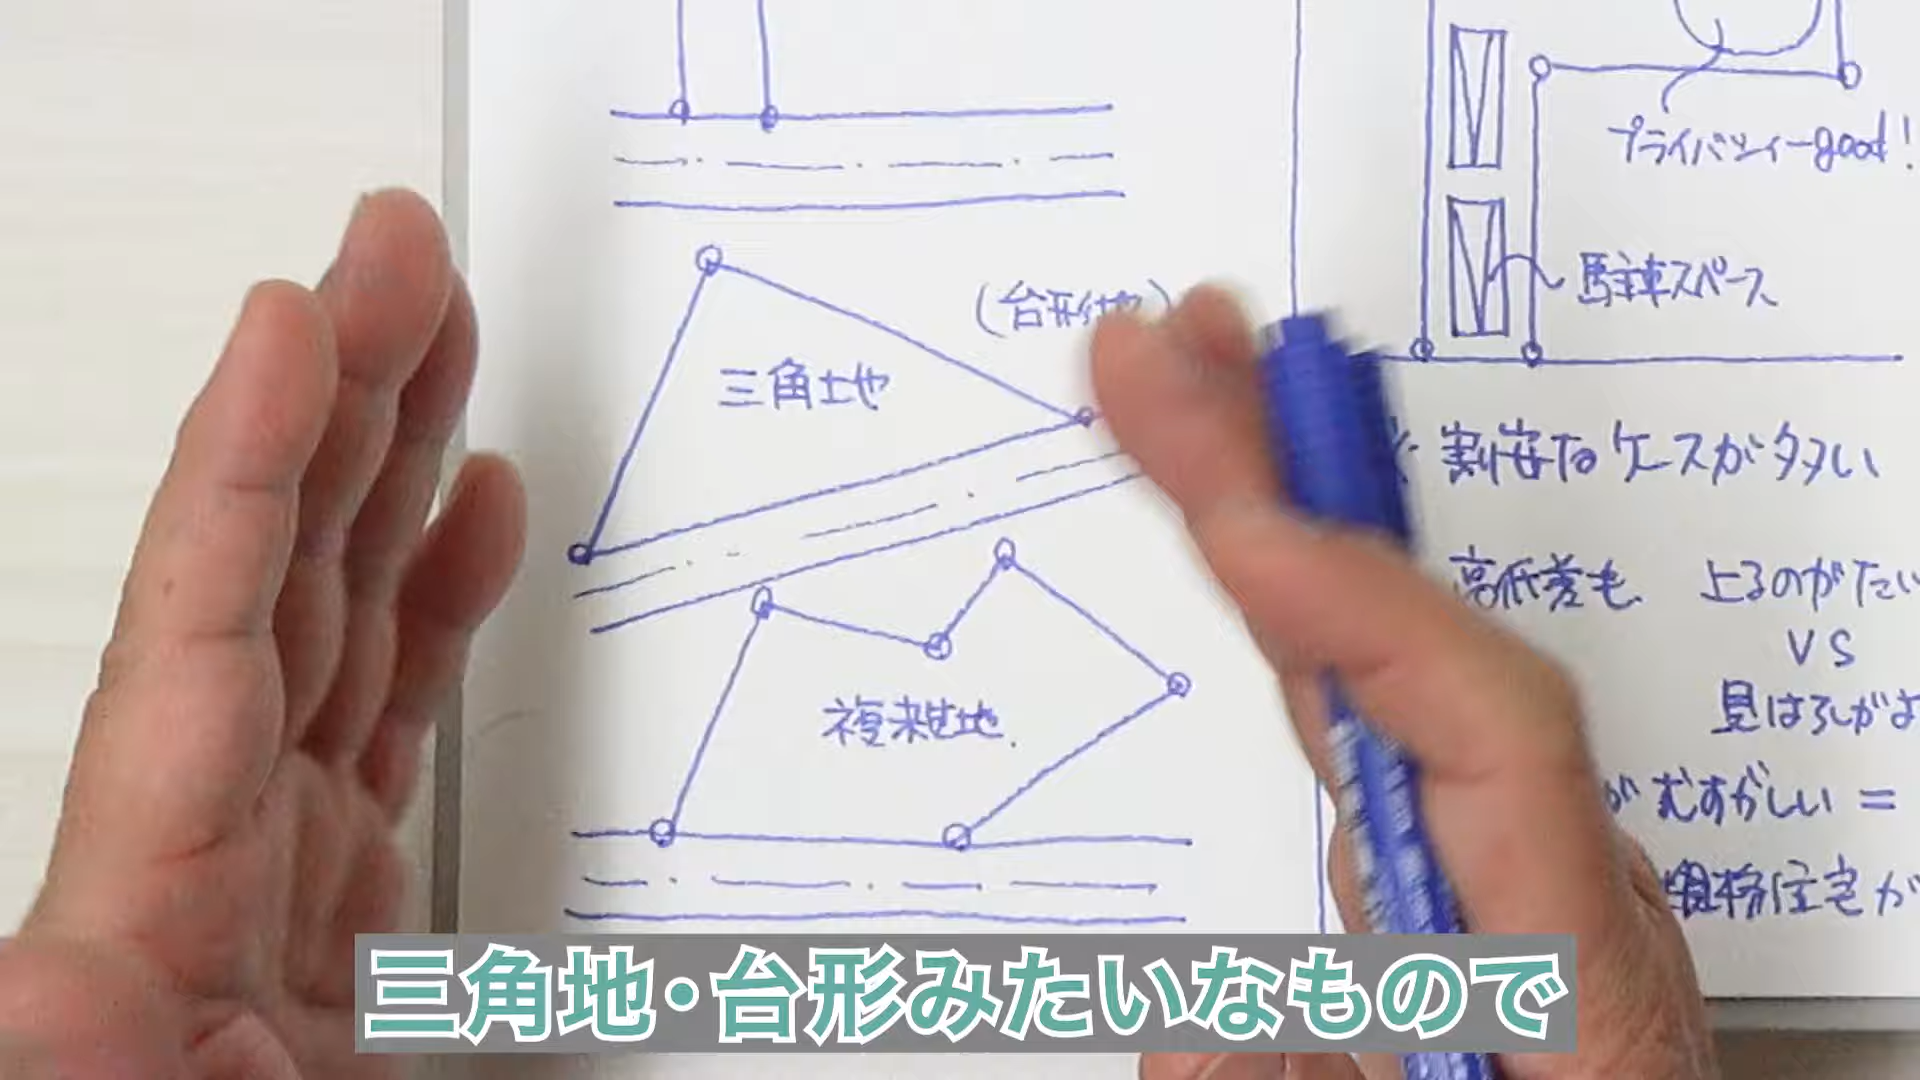 プライバシィーgood!
駐車スペース
(台形地)
三角土地
割安なケースが多い
高低差も 上るのがたい
VS
見はらしがよ
複雑地
がむずかしい =
住宅が
三角地・台形みたいなもので